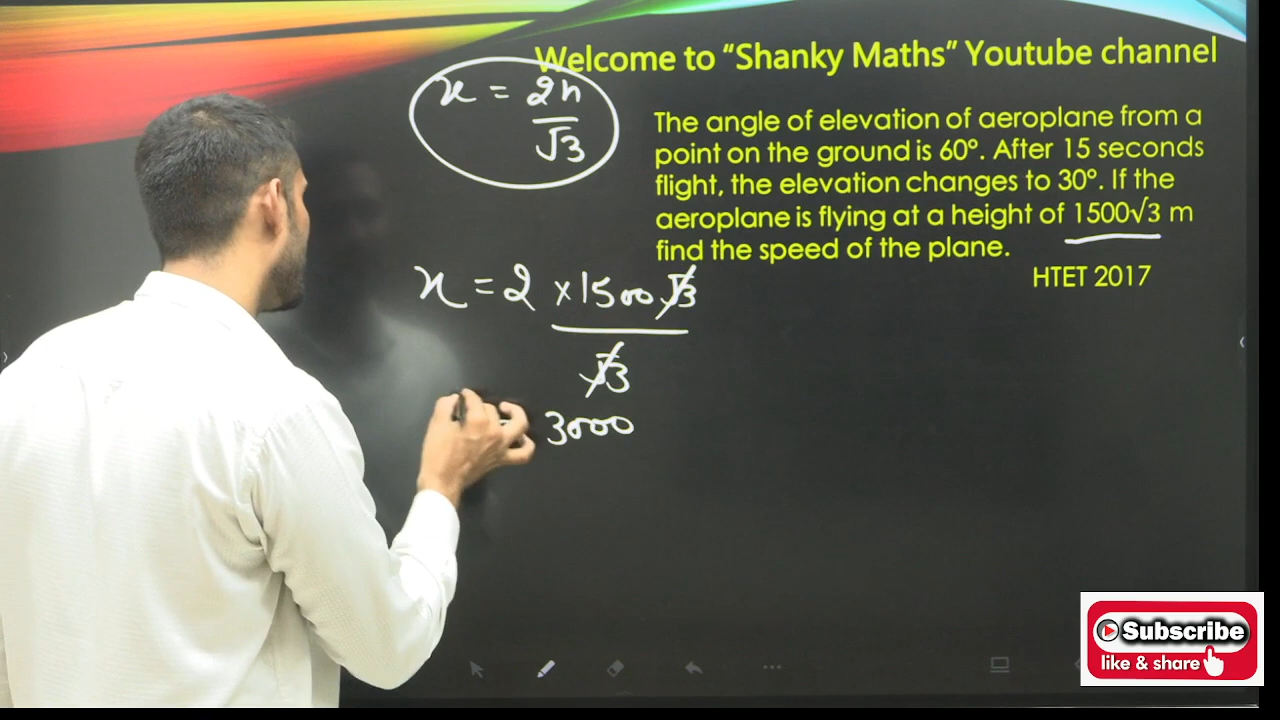 Welcome to “Shanky Maths” Youtube channel
x = 2h
√3
The angle of elevation of aeroplane from a
point on the ground is 60°. After 15 seconds
flight, the elevation changes to 30°. If the
aeroplane is flying at a height of 1500√3 m
find the speed of the plane.
HTET 2017
x = 2 × 1500√3
√3
3000
Subscribe
like & share